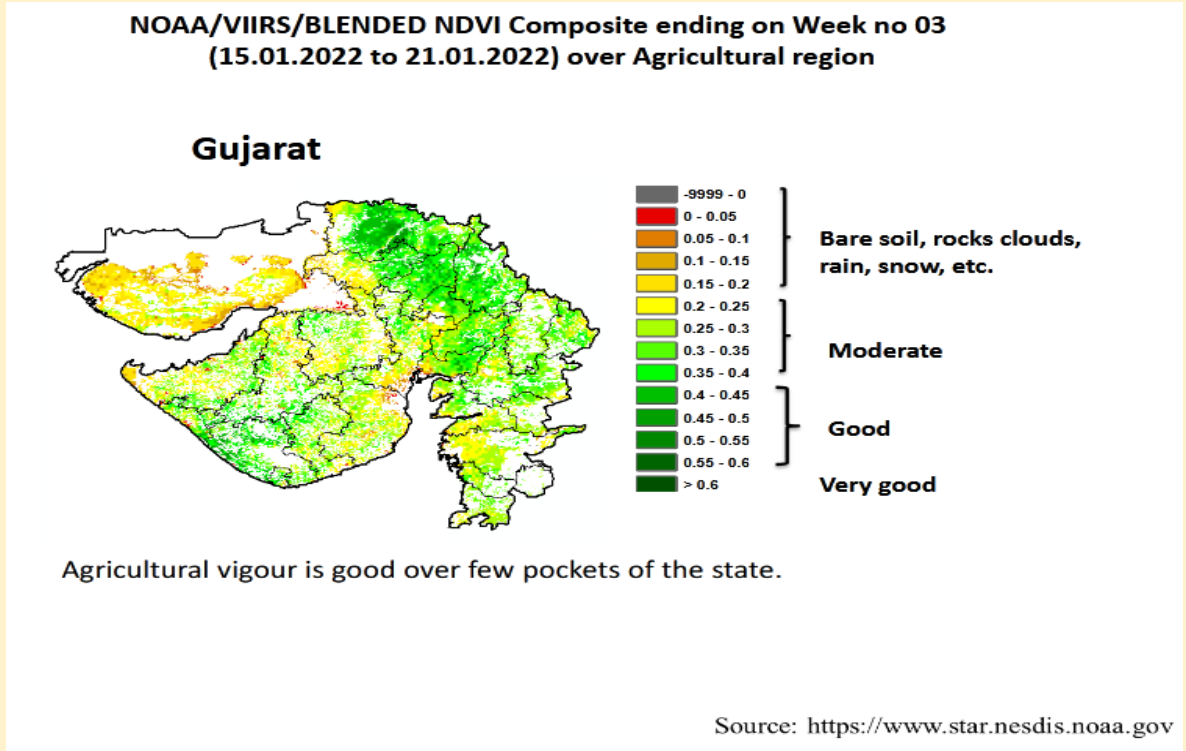 NOAA/VIIRS/BLENDED NDVI Composite ending on Week no 03
(15.01.2022 to 21.01.2022) over Agricultural region
Gujarat
-9999 - 0
0 - 0.05
0.05 - 0.1
0.1 - 0.15
0.15 - 0.2
0.2 - 0.25
0.25 - 0.3
0.3 - 0.35
0.35 - 0.4
0.4 - 0.45
0.45 - 0.5
0.5 - 0.55
0.55 - 0.6
> 0.6
Bare soil, rocks clouds,
rain, snow, etc.
Moderate
Good
Very good
Agricultural vigour is good over few pockets of the state.
Source: https://www.star.nesdis.noaa.gov